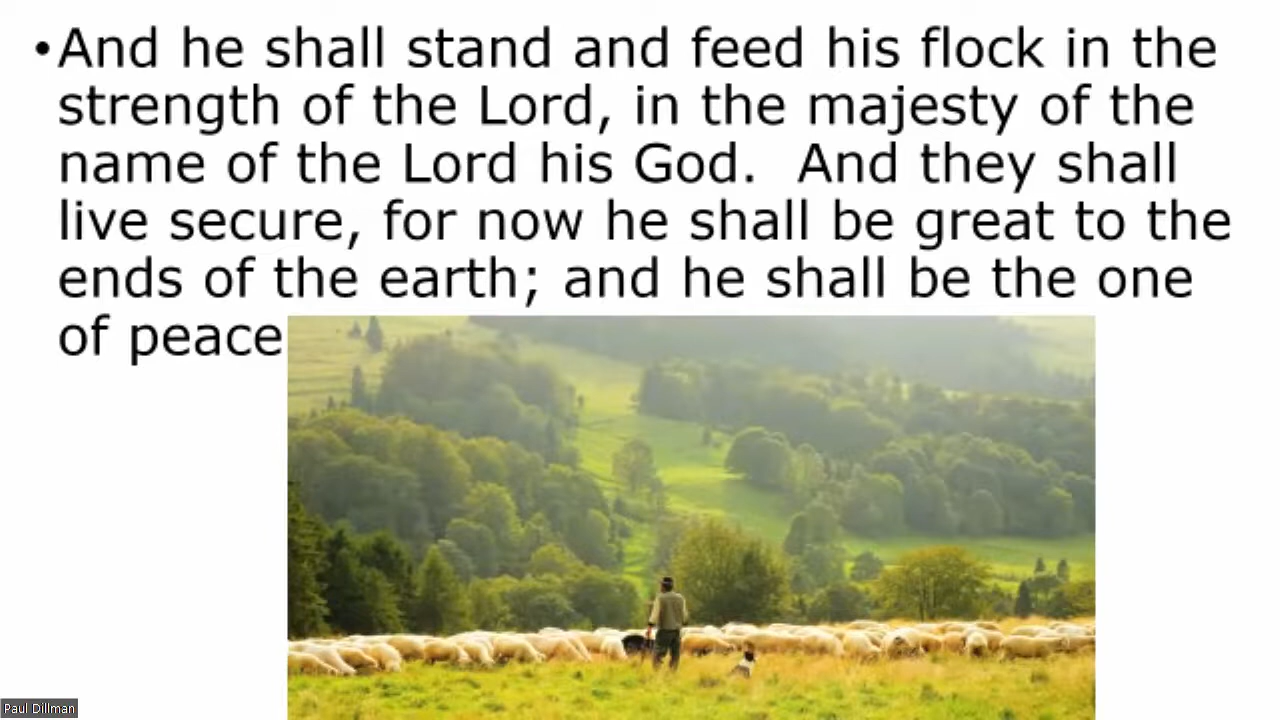 •And he shall stand and feed his flock in the
strength of the Lord, in the majesty of the
name of the Lord his God.  And they shall
live secure, for now he shall be great to the
ends of the earth; and he shall be the one
of peace
Paul Dillman